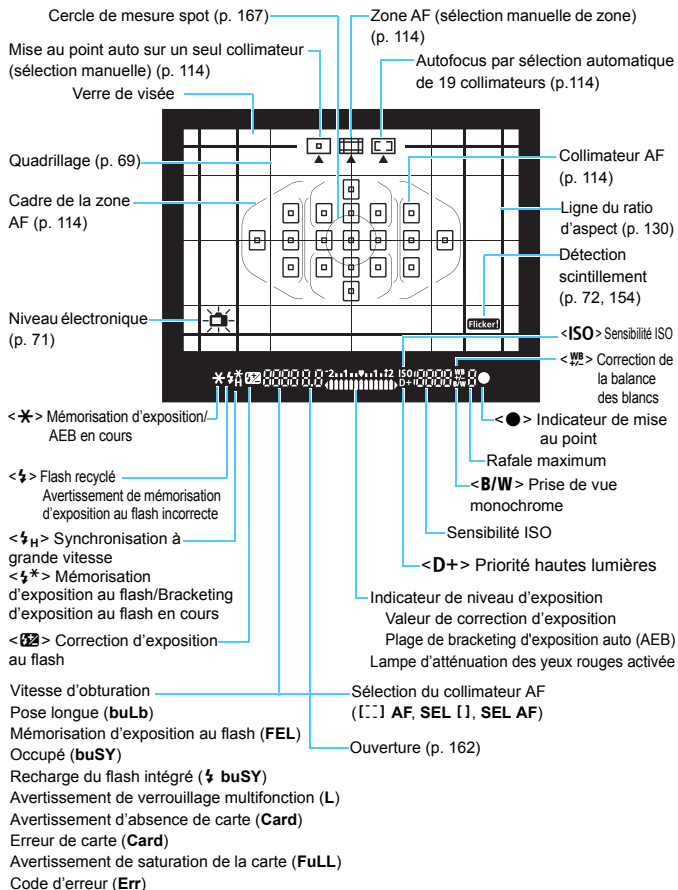 Cercle de mesure spot (p. 167)
Zone AF (sélection manuelle de zone)
(p. 114)
Mise au point auto sur un seul collimateur
(sélection manuelle) (p. 114)
Autofocus par sélection automatique
de 19 collimateurs (p.114)
Verre de visée
Quadrillage (p. 69)
Collimateur AF
(p. 114)
Cadre de la zone
AF (p. 114)
Ligne du ratio
d'aspect (p. 130)
Détection
scintillement
(p. 72, 154)
Flicker!
Niveau électronique
(p. 71)
<ISO> Sensibilité ISO
<WB+/-> Correction de
la balance
des blancs
-2..1..▼..1.:2 ISO D+ WB+/- B/W
<✱> Mémorisation d'exposition/
AEB en cours
<●> Indicateur de mise
au point
Rafale maximum
<⚡> Flash recyclé
Avertissement de mémorisation
d'exposition au flash incorrecte
<B/W> Prise de vue
monochrome
Sensibilité ISO
<⚡H> Synchronisation à
grande vitesse
<D+> Priorité hautes lumières
<⚡*> Mémorisation
d'exposition au flash/Bracketing
d'exposition au flash en cours
Indicateur de niveau d'exposition
Valeur de correction d'exposition
Plage de bracketing d'exposition auto (AEB)
Lampe d'atténuation des yeux rouges activée
<⚡±> Correction d'exposition
au flash
Vitesse d'obturation
Pose longue (buLb)
Mémorisation d'exposition au flash (FEL)
Occupé (buSY)
Recharge du flash intégré (⚡ buSY)
Avertissement de verrouillage multifonction (L)
Avertissement d'absence de carte (Card)
Erreur de carte (Card)
Avertissement de saturation de la carte (FuLL)
Code d'erreur (Err)
Sélection du collimateur AF
([---] AF, SEL [ ], SEL AF)
Ouverture (p. 162)